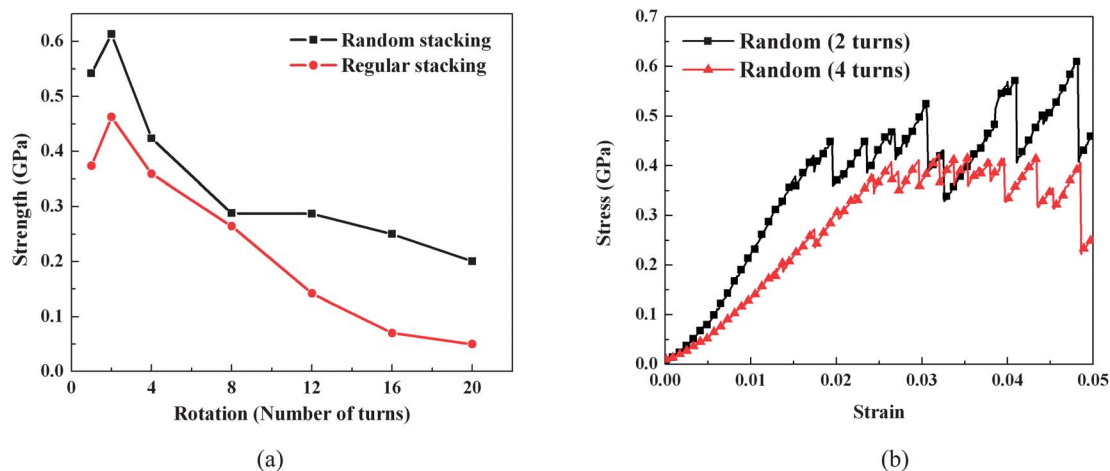 0.6
0.5
0.4
0.3
0.2
0.1
0.0
0 4 8 12 16 20
Strength (GPa)
Rotation (Number of turns)
Random stacking
Regular stacking
(a)
0.7
0.6
0.5
0.4
0.3
0.2
0.1
0.0
0.00 0.01 0.02 0.03 0.04 0.05
Stress (GPa)
Strain
Random (2 turns)
Random (4 turns)
(b)